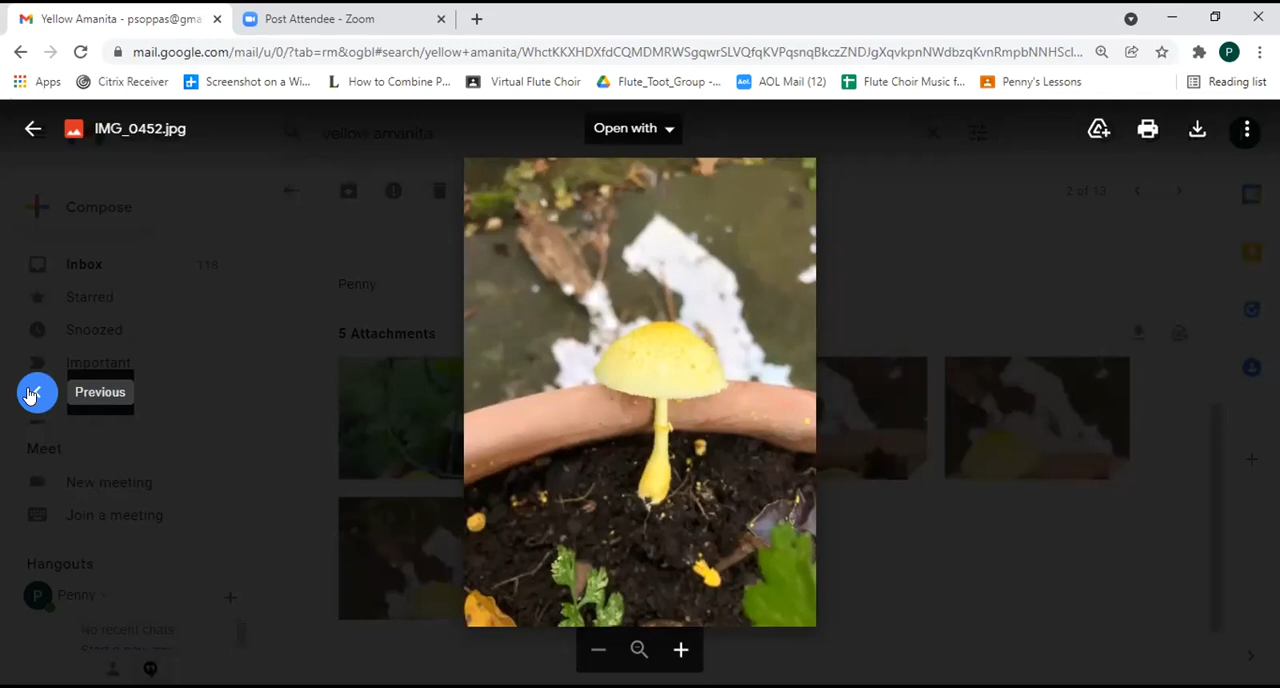 Yellow Amanita - psoppas@gma
Post Attendee - Zoom
mail.google.com/mail/u/0/?tab=rm&ogbl#search/yellow+amanita/WhctKKXHDXfdCQMDMRWSgqwrSLVQfqKVPqsnqBkczZNDJgXqvkpnNWdbzqKvnRmpbNNHScl...
P
Apps
Citrix Receiver
Screenshot on a Wi...
L How to Combine P...
Virtual Flute Choir
Flute_Toot_Group -...
Aol. AOL Mail (12)
Flute Choir Music f...
Penny's Lessons
Reading list
IMG_0452.jpg
Open with
yellow amanita
Compose
2 of 13
Inbox 118
Starred
Penny
Snoozed
5 Attachments
Important
Previous
Meet
New meeting
Join a meeting
Hangouts
P Penny
No recent chats